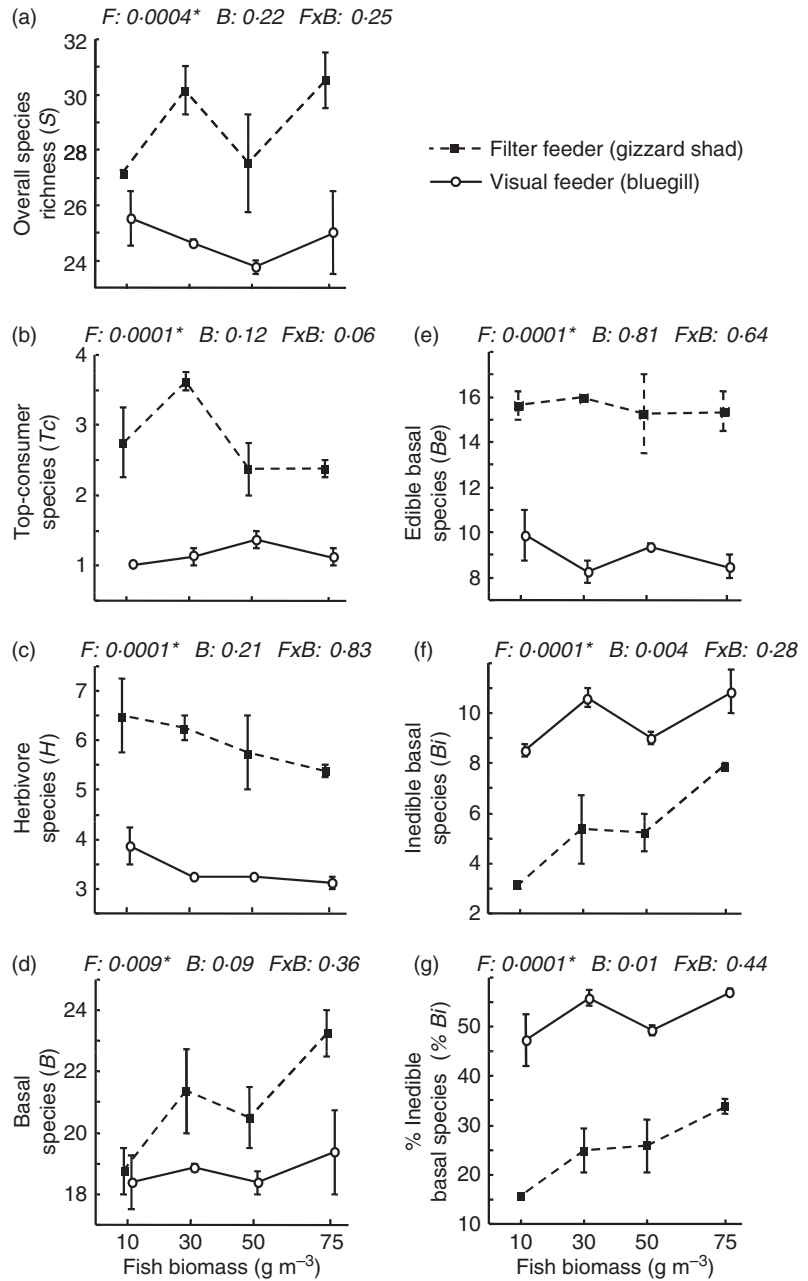 (a) F: 0·0004* B: 0·22 FxB: 0·25
32
30
28
26
24
Overall species
richness (S)
Filter feeder (gizzard shad)
Visual feeder (bluegill)
(b) F: 0·0001* B: 0·12 FxB: 0·06
4
3
2
1
Top-consumer
species (Tc)
(e) F: 0·0001* B: 0·81 FxB: 0·64
16
14
12
10
8
Edible basal
species (Be)
(c) F: 0·0001* B: 0·21 FxB: 0·83
7
6
5
4
3
Herbivore
species (H)
(f) F: 0·0001* B: 0·004 FxB: 0·28
10
8
6
4
2
Inedible basal
species (Bi)
(d) F: 0·009* B: 0·09 FxB: 0·36
24
22
20
18
Basal
species (B)
10 30 50 75
Fish biomass (g m–3)
(g) F: 0·0001* B: 0·01 FxB: 0·44
50
40
30
20
10
% Inedible
basal species (% Bi)
10 30 50 75
Fish biomass (g m–3)